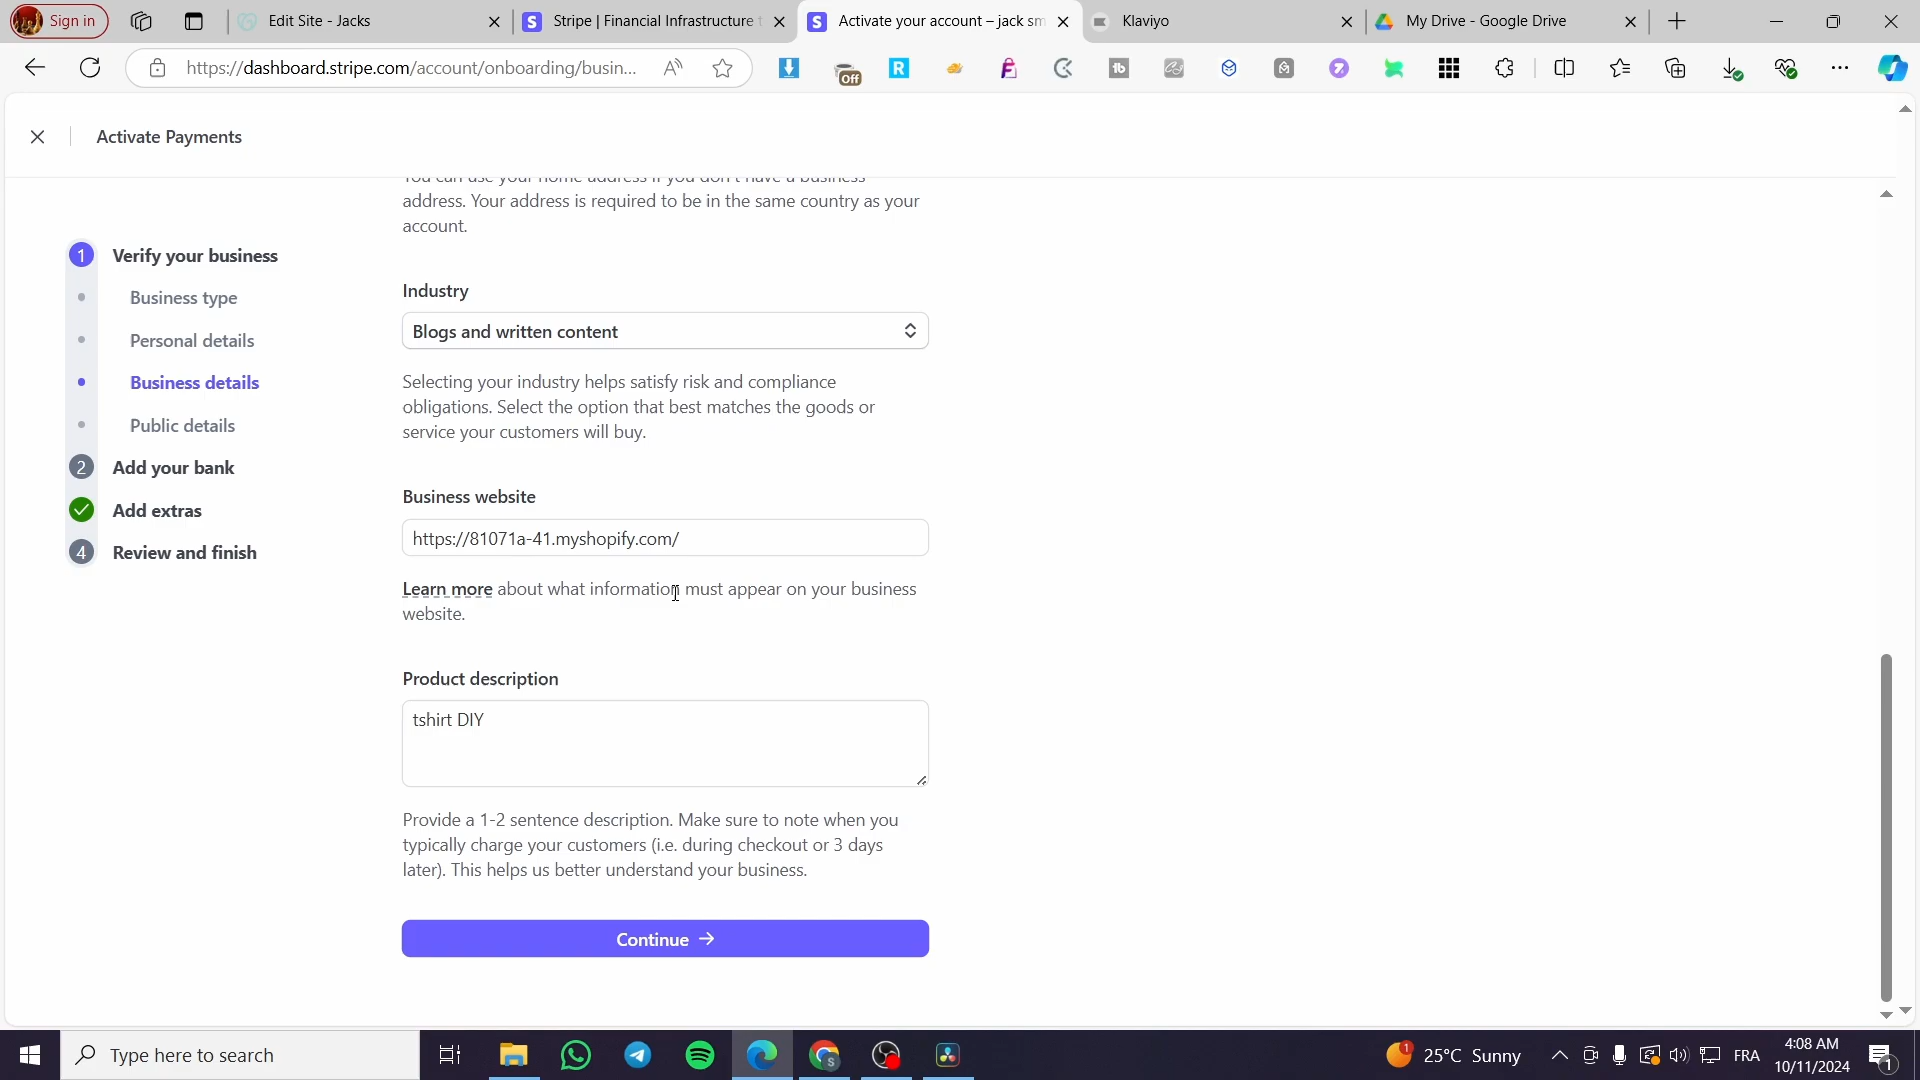 Sign in
Edit Site - Jacks
Stripe | Financial Infrastructure
Activate your account – jack sm
Klaviyo
My Drive - Google Drive
https://dashboard.stripe.com/account/onboarding/busin...
Off
Activate Payments
You can use your home address if you don't have a business
address. Your address is required to be in the same country as your
account.
1 Verify your business
Business type
Personal details
Business details
Public details
2 Add your bank
Add extras
4 Review and finish
Industry
Blogs and written content
Selecting your industry helps satisfy risk and compliance
obligations. Select the option that best matches the goods or
service your customers will buy.
Business website
https://81071a-41.myshopify.com/
Learn more about what information must appear on your business
website.
Product description
tshirt DIY
Provide a 1-2 sentence description. Make sure to note when you
typically charge your customers (i.e. during checkout or 3 days
later). This helps us better understand your business.
Continue →
Type here to search
1
25°C Sunny
FRA
4:08 AM
10/11/2024
1